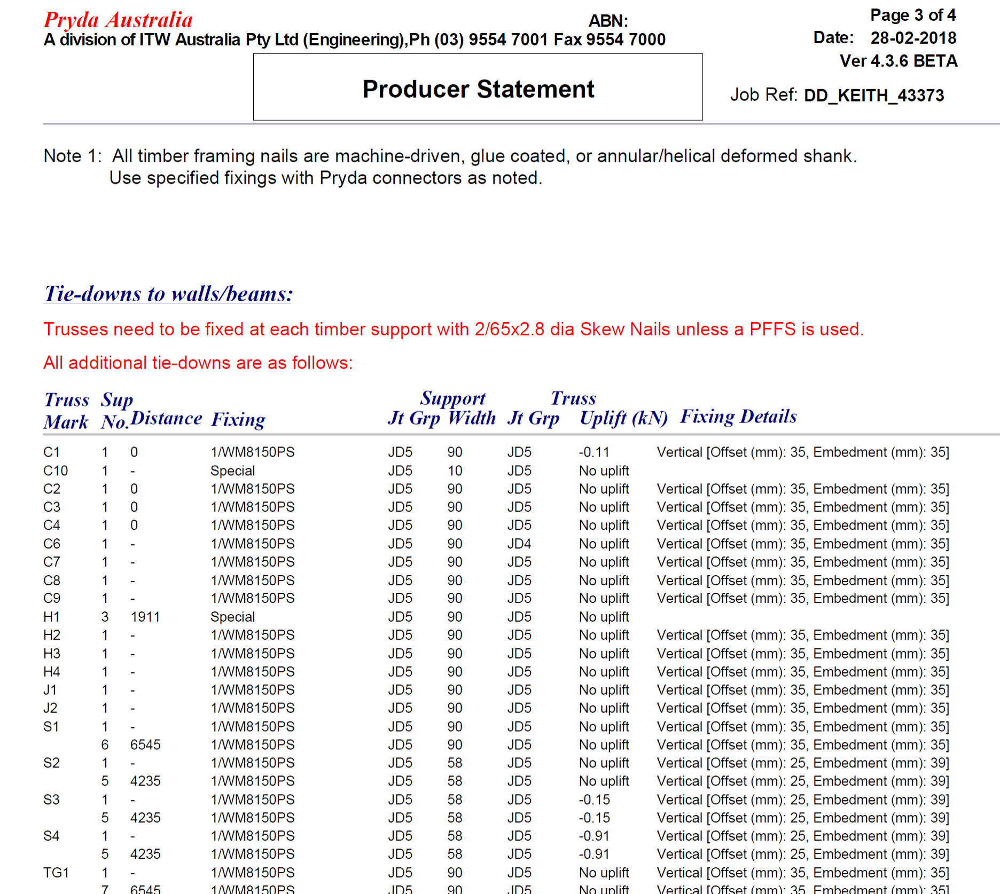 Pryda Australia
ABN:
Page 3 of 4
A division of ITW Australia Pty Ltd (Engineering),Ph (03) 9554 7001 Fax 9554 7000
Date: 28-02-2018
Ver 4.3.6 BETA
Producer Statement
Job Ref: DD_KEITH_43373
Note 1: All timber framing nails are machine-driven, glue coated, or annular/helical deformed shank.
Use specified fixings with Pryda connectors as noted.
Tie-downs to walls/beams:
Trusses need to be fixed at each timber support with 2/65x2.8 dia Skew Nails unless a PFFS is used.
All additional tie-downs are as follows:
Truss Sup Support Truss
Mark No. Distance Fixing Jt Grp Width Jt Grp Uplift (kN) Fixing Details
C1 1 0 1/WM8150PS JD5 90 JD5 -0.11 Vertical [Offset (mm): 35, Embedment (mm): 35]
C10 1 - Special JD5 10 JD5 No uplift
C2 1 0 1/WM8150PS JD5 90 JD5 No uplift Vertical [Offset (mm): 35, Embedment (mm): 35]
C3 1 0 1/WM8150PS JD5 90 JD5 No uplift Vertical [Offset (mm): 35, Embedment (mm): 35]
C4 1 0 1/WM8150PS JD5 90 JD5 No uplift Vertical [Offset (mm): 35, Embedment (mm): 35]
C6 1 - 1/WM8150PS JD5 90 JD4 No uplift Vertical [Offset (mm): 35, Embedment (mm): 35]
C7 1 - 1/WM8150PS JD5 90 JD5 No uplift Vertical [Offset (mm): 35, Embedment (mm): 35]
C8 1 - 1/WM8150PS JD5 90 JD5 No uplift Vertical [Offset (mm): 35, Embedment (mm): 35]
C9 1 - 1/WM8150PS JD5 90 JD5 No uplift Vertical [Offset (mm): 35, Embedment (mm): 35]
H1 3 1911 Special JD5 90 JD5 No uplift
H2 1 - 1/WM8150PS JD5 90 JD5 No uplift Vertical [Offset (mm): 35, Embedment (mm): 35]
H3 1 - 1/WM8150PS JD5 90 JD5 No uplift Vertical [Offset (mm): 35, Embedment (mm): 35]
H4 1 - 1/WM8150PS JD5 90 JD5 No uplift Vertical [Offset (mm): 35, Embedment (mm): 35]
J1 1 - 1/WM8150PS JD5 90 JD5 No uplift Vertical [Offset (mm): 35, Embedment (mm): 35]
J2 1 - 1/WM8150PS JD5 90 JD5 No uplift Vertical [Offset (mm): 35, Embedment (mm): 35]
S1 1 - 1/WM8150PS JD5 90 JD5 No uplift Vertical [Offset (mm): 35, Embedment (mm): 35]
6 6545 1/WM8150PS JD5 90 JD5 No uplift Vertical [Offset (mm): 35, Embedment (mm): 35]
S2 1 - 1/WM8150PS JD5 58 JD5 No uplift Vertical [Offset (mm): 25, Embedment (mm): 39]
5 4235 1/WM8150PS JD5 58 JD5 No uplift Vertical [Offset (mm): 25, Embedment (mm): 39]
S3 1 - 1/WM8150PS JD5 58 JD5 -0.15 Vertical [Offset (mm): 25, Embedment (mm): 39]
5 4235 1/WM8150PS JD5 58 JD5 -0.15 Vertical [Offset (mm): 25, Embedment (mm): 39]
S4 1 - 1/WM8150PS JD5 58 JD5 -0.91 Vertical [Offset (mm): 25, Embedment (mm): 39]
5 4235 1/WM8150PS JD5 58 JD5 -0.91 Vertical [Offset (mm): 25, Embedment (mm): 39]
TG1 1 - 1/WM8150PS JD5 90 JD5 No uplift Vertical [Offset (mm): 35, Embedment (mm): 35]
7 6545 1/WM8150PS JD5 90 JD5 No uplift Vertical [Offset (mm): 35, Embedment (mm): 35]